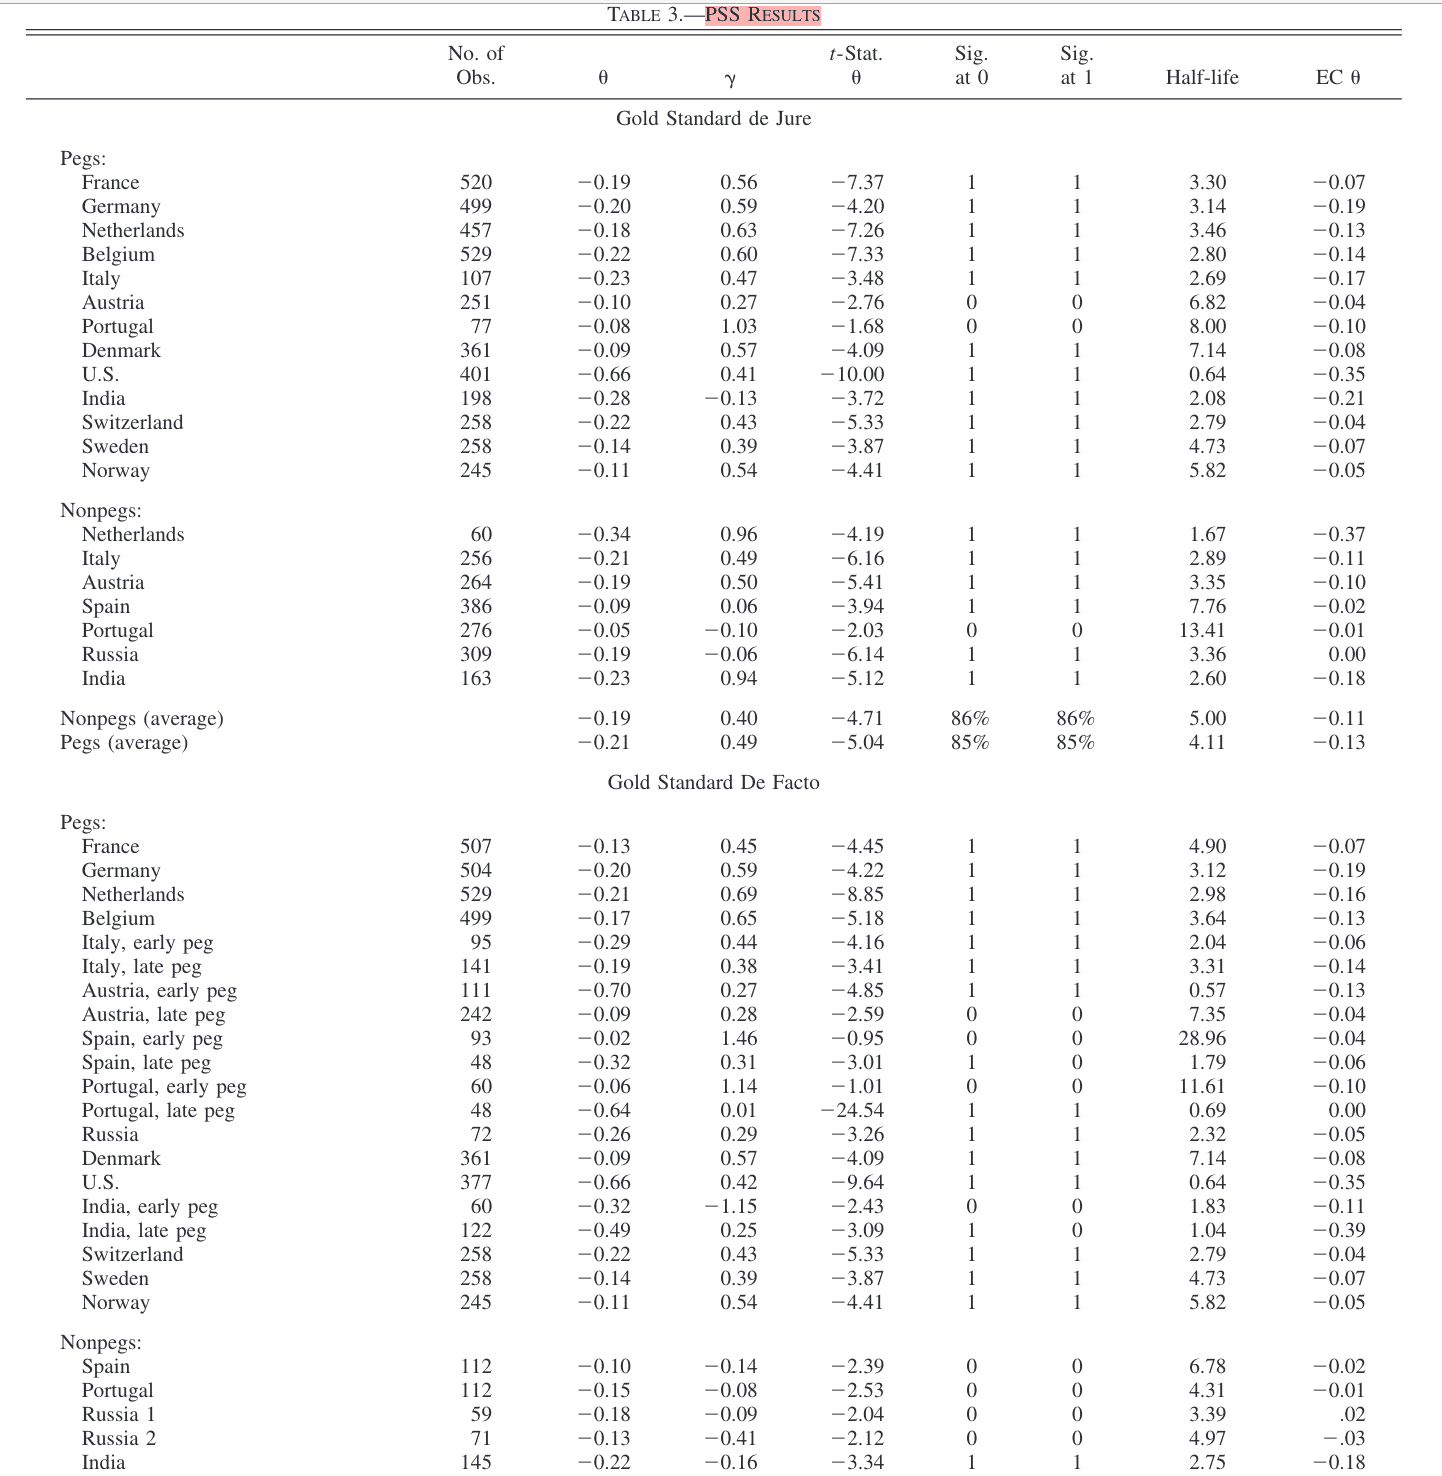 TABLE 3.—PSS RESULTS
No. of t-Stat. Sig. Sig.
Obs. θ γ θ at 0 at 1 Half-life EC θ
Gold Standard de Jure
Pegs:
France 520 −0.19 0.56 −7.37 1 1 3.30 −0.07
Germany 499 −0.20 0.59 −4.20 1 1 3.14 −0.19
Netherlands 457 −0.18 0.63 −7.26 1 1 3.46 −0.13
Belgium 529 −0.22 0.60 −7.33 1 1 2.80 −0.14
Italy 107 −0.23 0.47 −3.48 1 1 2.69 −0.17
Austria 251 −0.10 0.27 −2.76 0 0 6.82 −0.04
Portugal 77 −0.08 1.03 −1.68 0 0 8.00 −0.10
Denmark 361 −0.09 0.57 −4.09 1 1 7.14 −0.08
U.S. 401 −0.66 0.41 −10.00 1 1 0.64 −0.35
India 198 −0.28 −0.13 −3.72 1 1 2.08 −0.21
Switzerland 258 −0.22 0.43 −5.33 1 1 2.79 −0.04
Sweden 258 −0.14 0.39 −3.87 1 1 4.73 −0.07
Norway 245 −0.11 0.54 −4.41 1 1 5.82 −0.05
Nonpegs:
Netherlands 60 −0.34 0.96 −4.19 1 1 1.67 −0.37
Italy 256 −0.21 0.49 −6.16 1 1 2.89 −0.11
Austria 264 −0.19 0.50 −5.41 1 1 3.35 −0.10
Spain 386 −0.09 0.06 −3.94 1 1 7.76 −0.02
Portugal 276 −0.05 −0.10 −2.03 0 0 13.41 −0.01
Russia 309 −0.19 −0.06 −6.14 1 1 3.36 0.00
India 163 −0.23 0.94 −5.12 1 1 2.60 −0.18
Nonpegs (average) −0.19 0.40 −4.71 86% 86% 5.00 −0.11
Pegs (average) −0.21 0.49 −5.04 85% 85% 4.11 −0.13
Gold Standard De Facto
Pegs:
France 507 −0.13 0.45 −4.45 1 1 4.90 −0.07
Germany 504 −0.20 0.59 −4.22 1 1 3.12 −0.19
Netherlands 529 −0.21 0.69 −8.85 1 1 2.98 −0.16
Belgium 499 −0.17 0.65 −5.18 1 1 3.64 −0.13
Italy, early peg 95 −0.29 0.44 −4.16 1 1 2.04 −0.06
Italy, late peg 141 −0.19 0.38 −3.41 1 1 3.31 −0.14
Austria, early peg 111 −0.70 0.27 −4.85 1 1 0.57 −0.13
Austria, late peg 242 −0.09 0.28 −2.59 0 0 7.35 −0.04
Spain, early peg 93 −0.02 1.46 −0.95 0 0 28.96 −0.04
Spain, late peg 48 −0.32 0.31 −3.01 1 0 1.79 −0.06
Portugal, early peg 60 −0.06 1.14 −1.01 0 0 11.61 −0.10
Portugal, late peg 48 −0.64 0.01 −24.54 1 1 0.69 0.00
Russia 72 −0.26 0.29 −3.26 1 1 2.32 −0.05
Denmark 361 −0.09 0.57 −4.09 1 1 7.14 −0.08
U.S. 377 −0.66 0.42 −9.64 1 1 0.64 −0.35
India, early peg 60 −0.32 −1.15 −2.43 0 0 1.83 −0.11
India, late peg 122 −0.49 0.25 −3.09 1 0 1.04 −0.39
Switzerland 258 −0.22 0.43 −5.33 1 1 2.79 −0.04
Sweden 258 −0.14 0.39 −3.87 1 1 4.73 −0.07
Norway 245 −0.11 0.54 −4.41 1 1 5.82 −0.05
Nonpegs:
Spain 112 −0.10 −0.14 −2.39 0 0 6.78 −0.02
Portugal 112 −0.15 −0.08 −2.53 0 0 4.31 −0.01
Russia 1 59 −0.18 −0.09 −2.04 0 0 3.39 .02
Russia 2 71 −0.13 −0.41 −2.12 0 0 4.97 −.03
India 145 −0.22 −0.16 −3.34 1 1 2.75 −0.18